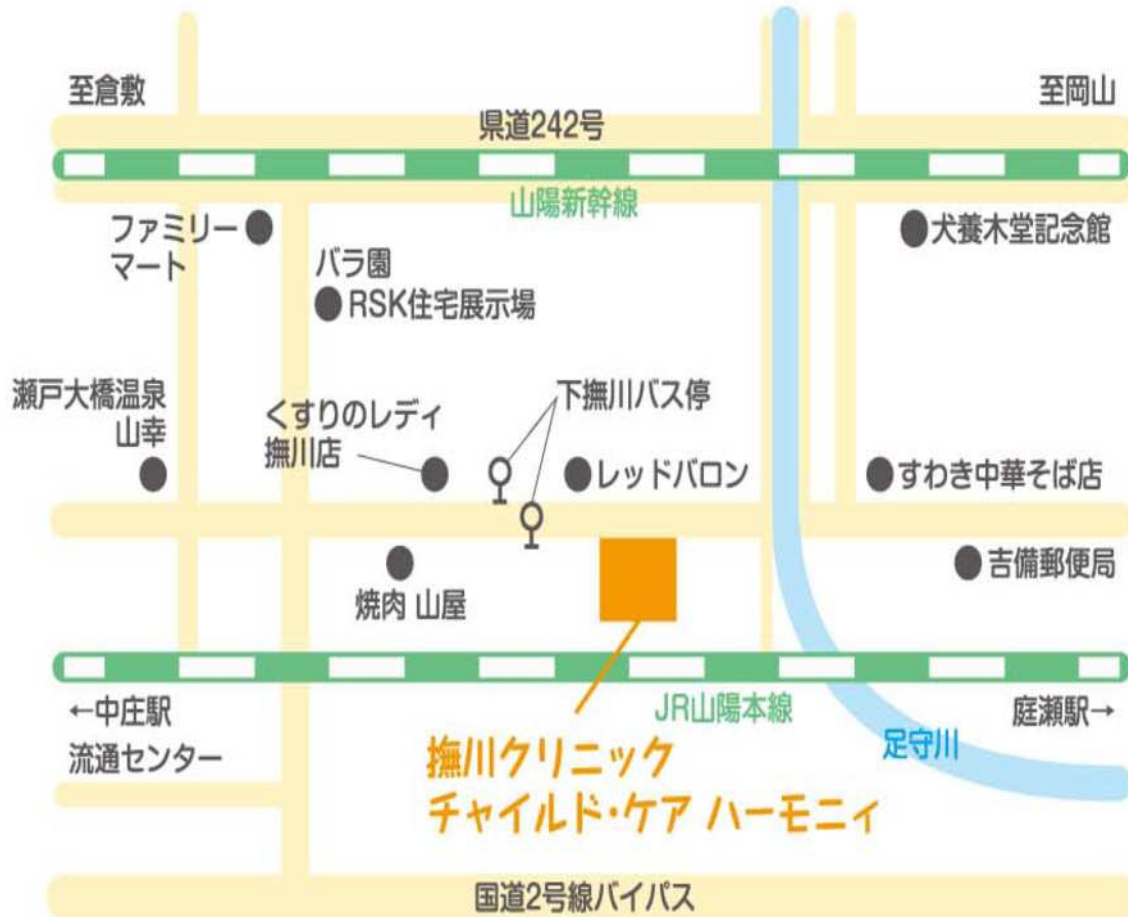 至倉敷
至岡山
県道242号
山陽新幹線
ファミリー
マート
犬養木堂記念館
バラ園
RSK住宅展示場
瀬戸大橋温泉
山幸
くすりのレディ
撫川店
下撫川バス停
レッドバロン
すわき中華そば店
焼肉 山屋
吉備郵便局
←中庄駅
JR山陽本線
庭瀬駅→
流通センター
足守川
撫川クリニック
チャイルド・ケア ハーモニィ
国道2号線バイパス